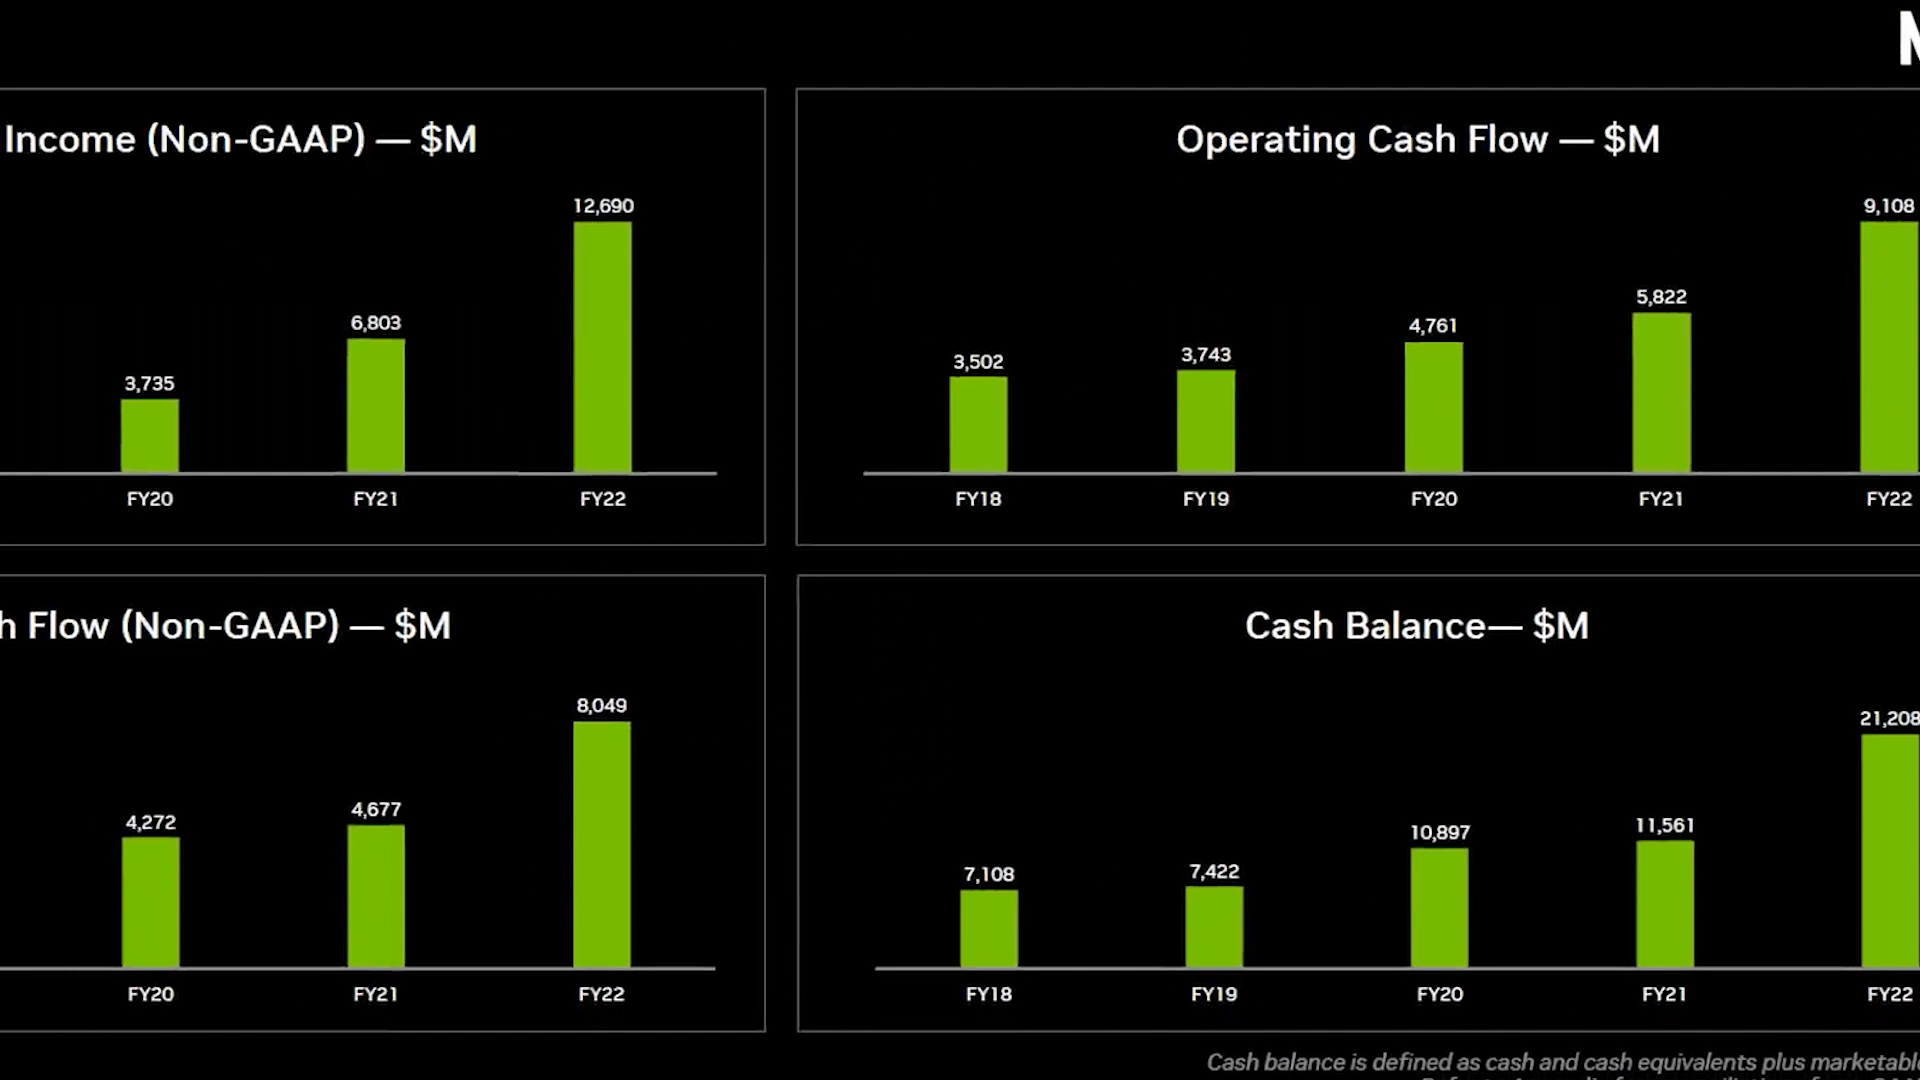 Income (Non-GAAP) — $M
12,690
6,803
3,735
FY20 FY21 FY22
Operating Cash Flow — $M
9,108
5,822
4,761
3,743
3,502
FY18 FY19 FY20 FY21 FY22
Flow (Non-GAAP) — $M
8,049
4,677
4,272
FY20 FY21 FY22
Cash Balance— $M
21,208
11,561
10,897
7,422
7,108
FY18 FY19 FY20 FY21 FY22
Cash balance is defined as cash and cash equivalents plus